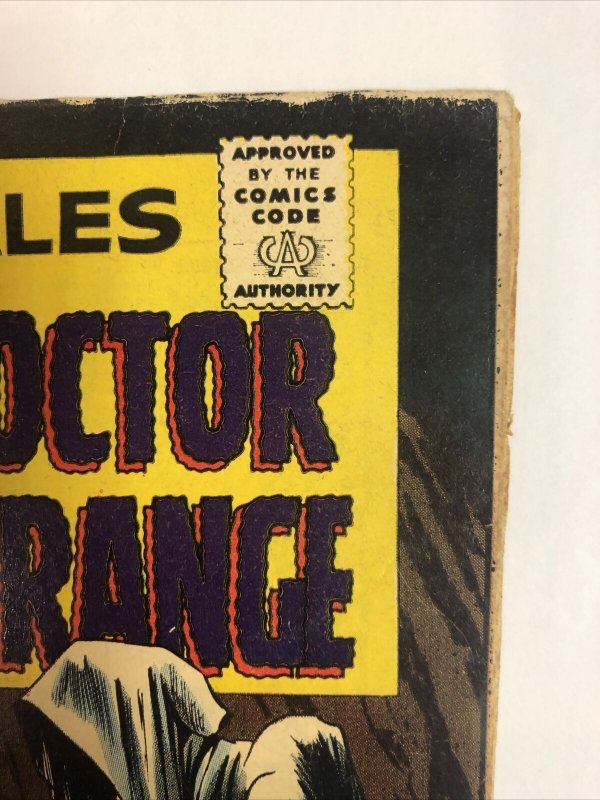 ALES
APPROVED
BY THE
COMICS
CODE
CA
AUTHORITY
OCTOR
RANGE